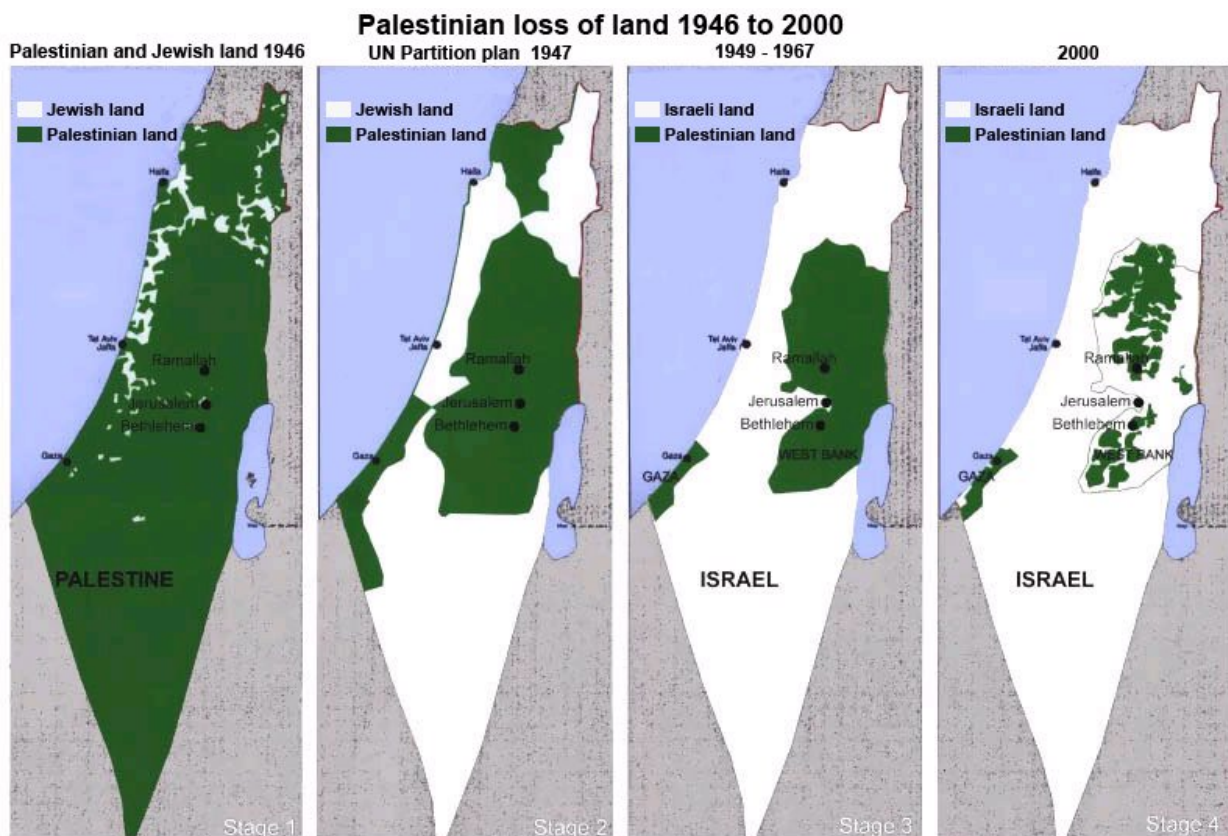 Palestinian loss of land 1946 to 2000
Palestinian and Jewish land 1946
Jewish land
Palestinian land
Haifa
Tel Aviv
Jaffa
Ramallah
Jerusalem
Bethlehem
Gaza
PALESTINE
Stage 1
UN Partition plan 1947
Jewish land
Palestinian land
Haifa
Tel Aviv
Jaffa
Ramallah
Jerusalem
Bethlehem
Gaza
Stage 2
1949 - 1967
Israeli land
Palestinian land
Haifa
Tel Aviv
Jaffa
Ramallah
Jerusalem
Bethlehem
WEST BANK
Gaza
GAZA
ISRAEL
Stage 3
2000
Israeli land
Palestinian land
Haifa
Tel Aviv
Jaffa
Ramallah
Jerusalem
Bethlehem
WEST BANK
Gaza
GAZA
ISRAEL
Stage 4